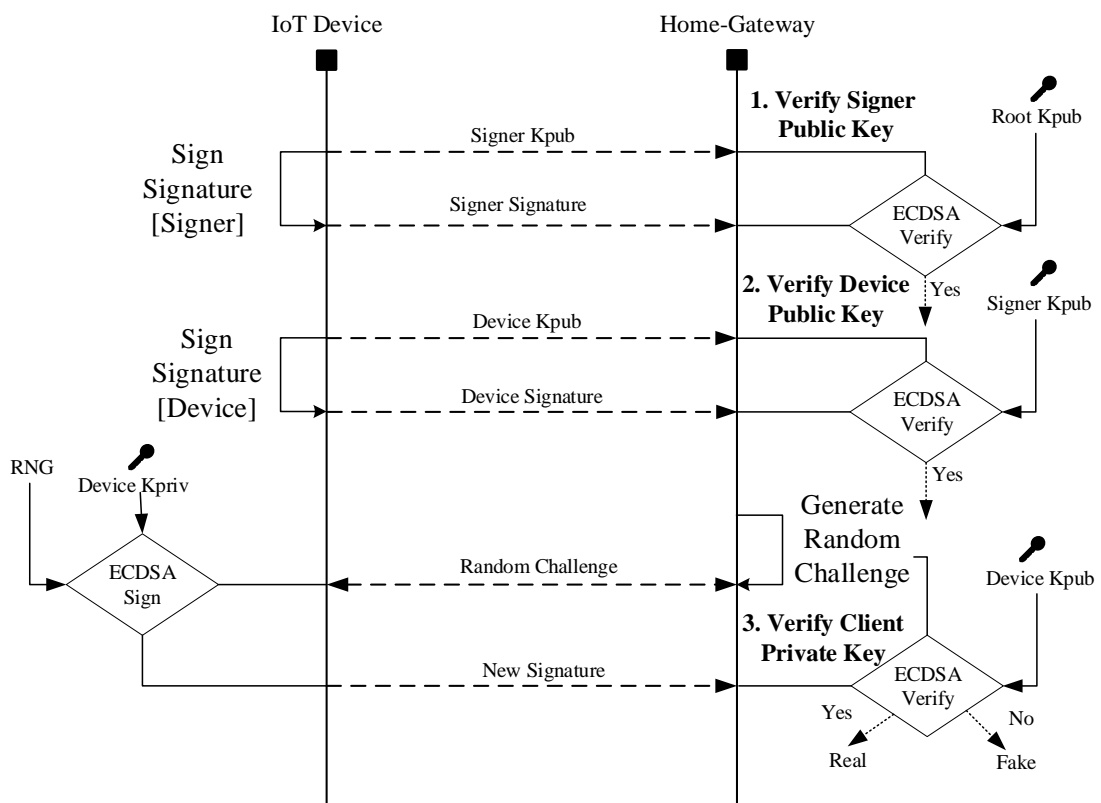 IoT Device
Home-Gateway
1. Verify Signer
Public Key
Root Kpub
Signer Kpub
Sign
Signature
[Signer]
Signer Signature
ECDSA
Verify
Yes
2. Verify Device
Public Key
Signer Kpub
Device Kpub
Sign
Signature
[Device]
Device Signature
ECDSA
Verify
Yes
RNG
Device Kpriv
Generate
Random
Challenge
ECDSA
Sign
Random Challenge
Device Kpub
3. Verify Client
Private Key
New Signature
ECDSA
Verify
Yes
No
Real
Fake